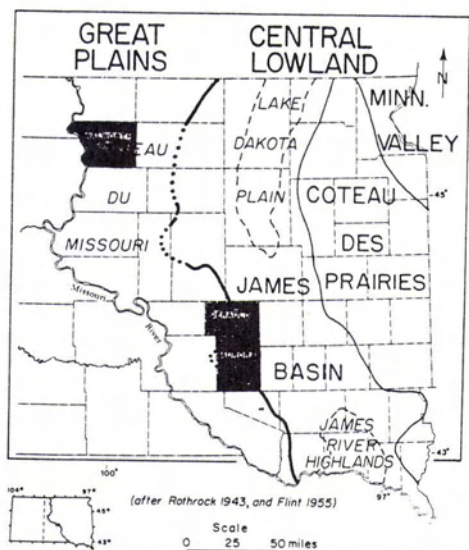 GREAT PLAINS
CENTRAL LOWLAND
N
LAKE
DAKOTA
PLAIN
MINN.
VALLEY
WALWORTH
COTEAU
DU
MISSOURI
45°
COTEAU
DES
PRAIRIES
Missouri
River
JAMES
BASIN
JAMES
RIVER
HIGHLANDS
43°
100°
97°
(after Rothrock 1943, and Flint 1955)
104° 97°
45°
43°
Scale
0 25 50 miles